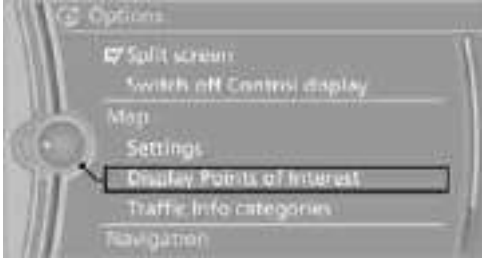 Options
Split screen
Switch off Control display
Map
Settings
Display Points of Interest
Traffic Info categories
Navigation